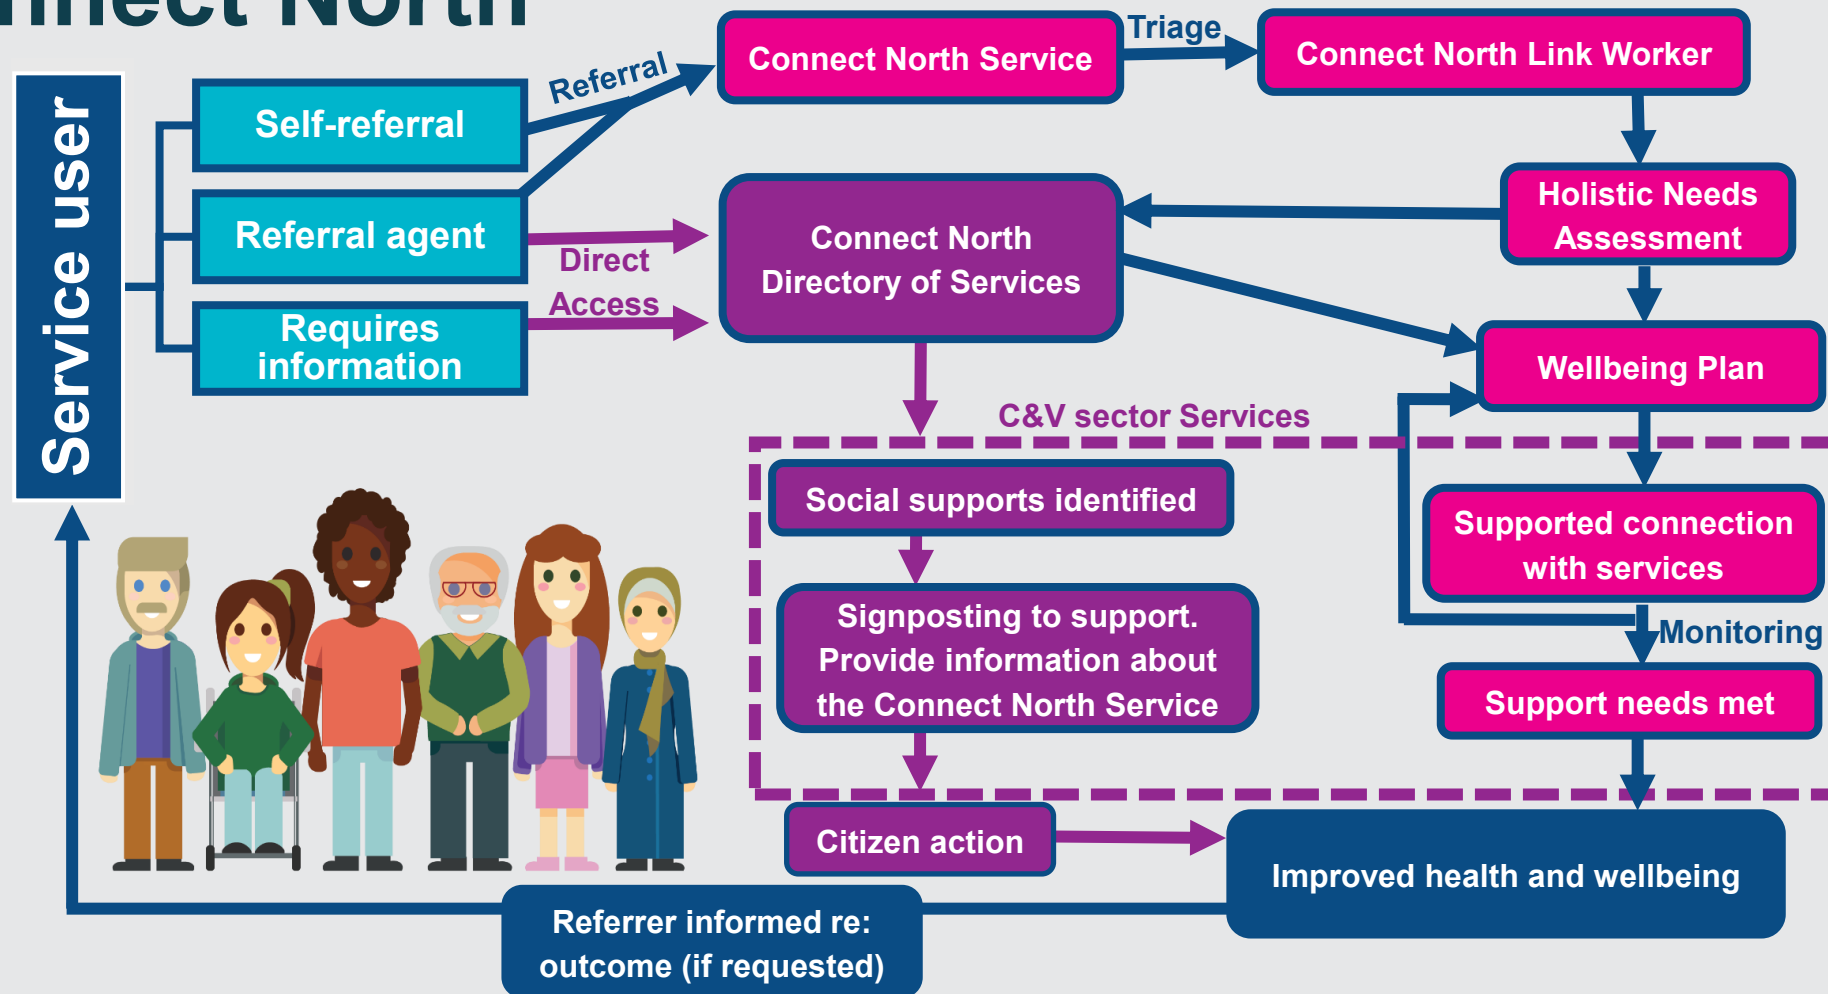 nnect North
Service user
Self-referral
Referral agent
Requires
information
Referral
Direct
Access
Connect North Service
Triage
Connect North Link Worker
Holistic Needs
Assessment
Connect North
Directory of Services
Wellbeing Plan
C&V sector Services
Social supports identified
Signposting to support.
Provide information about
the Connect North Service
Supported connection
with services
Monitoring
Support needs met
Citizen action
Improved health and wellbeing
Referrer informed re:
outcome (if requested)